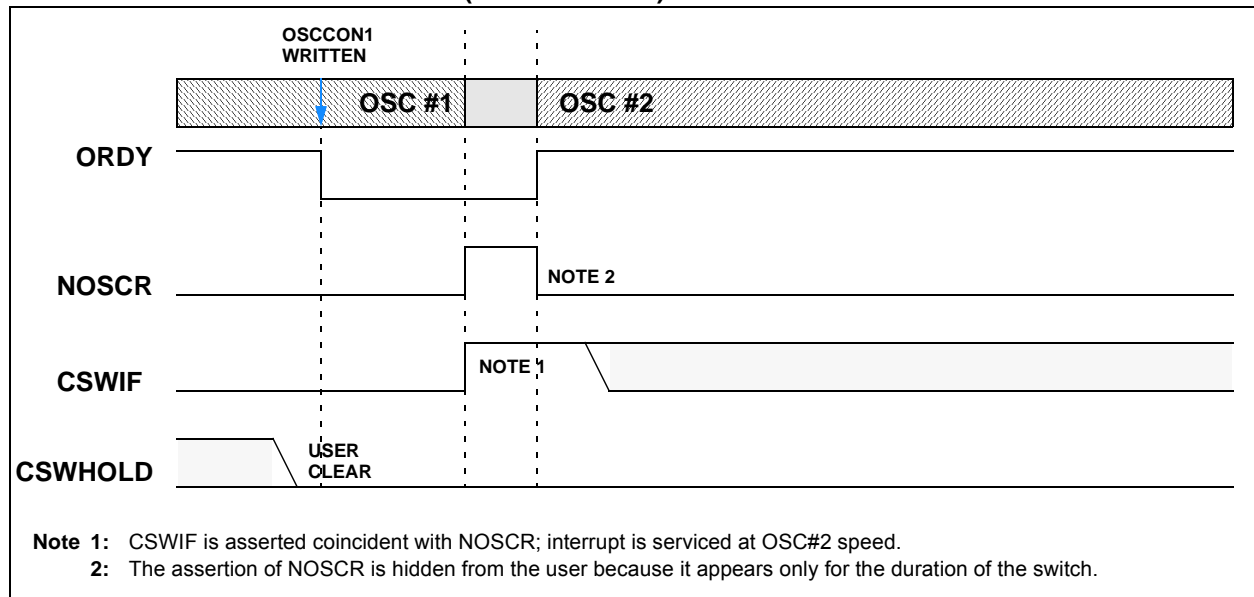 OSCCON1
WRITTEN
OSC #1
OSC #2
ORDY
NOSCR
NOTE 2
CSWIF
NOTE 1
CSWHOLD
USER
CLEAR
Note 1: CSWIF is asserted coincident with NOSCR; interrupt is serviced at OSC#2 speed.
2: The assertion of NOSCR is hidden from the user because it appears only for the duration of the switch.